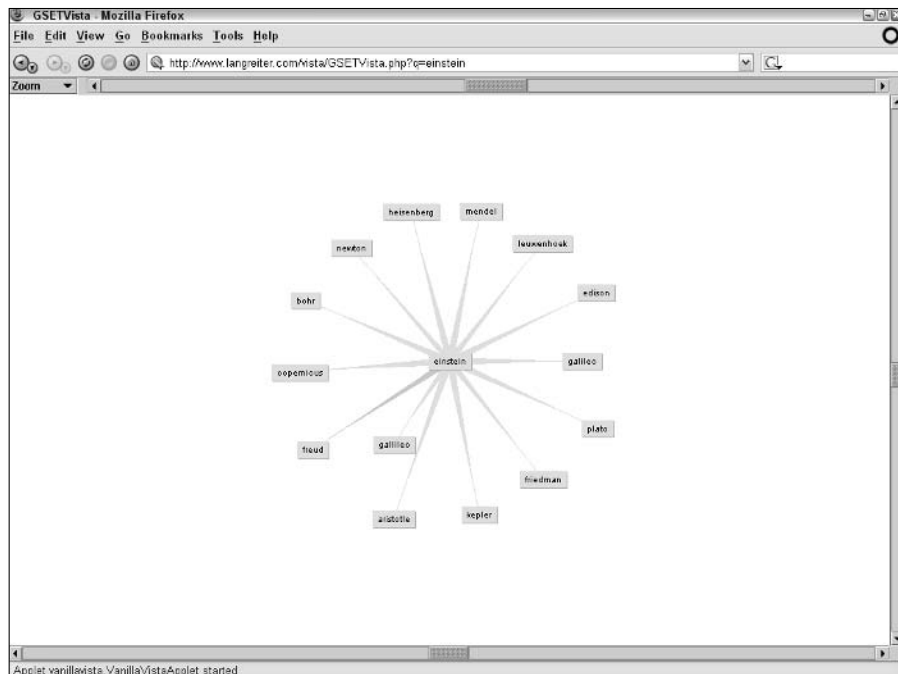 GSETVista - Mozilla Firefox
File Edit View Go Bookmarks Tools Help
http://www.langreiter.com/vista/GSETVista.php?q=einstein
Zoom
heisenberg mendel
newton leuwenhoek
bohr edison
einstein galileo
copernicus
plato
freud gallileo
friedman
aristotle kepler
Applet vanillavista.VanillaVistaApplet started